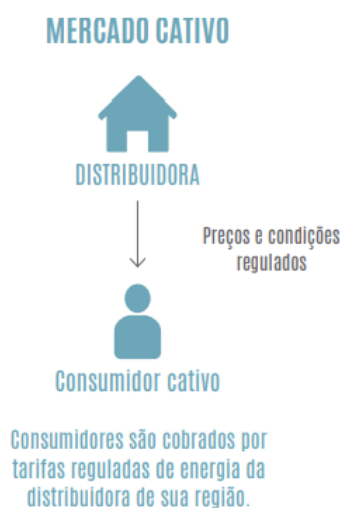 MERCADO CATIVO
DISTRIBUIDORA
Preços e condições
regulados
Consumidor cativo
Consumidores são cobrados por
tarifas reguladas de energia da
distribuidora de sua região.